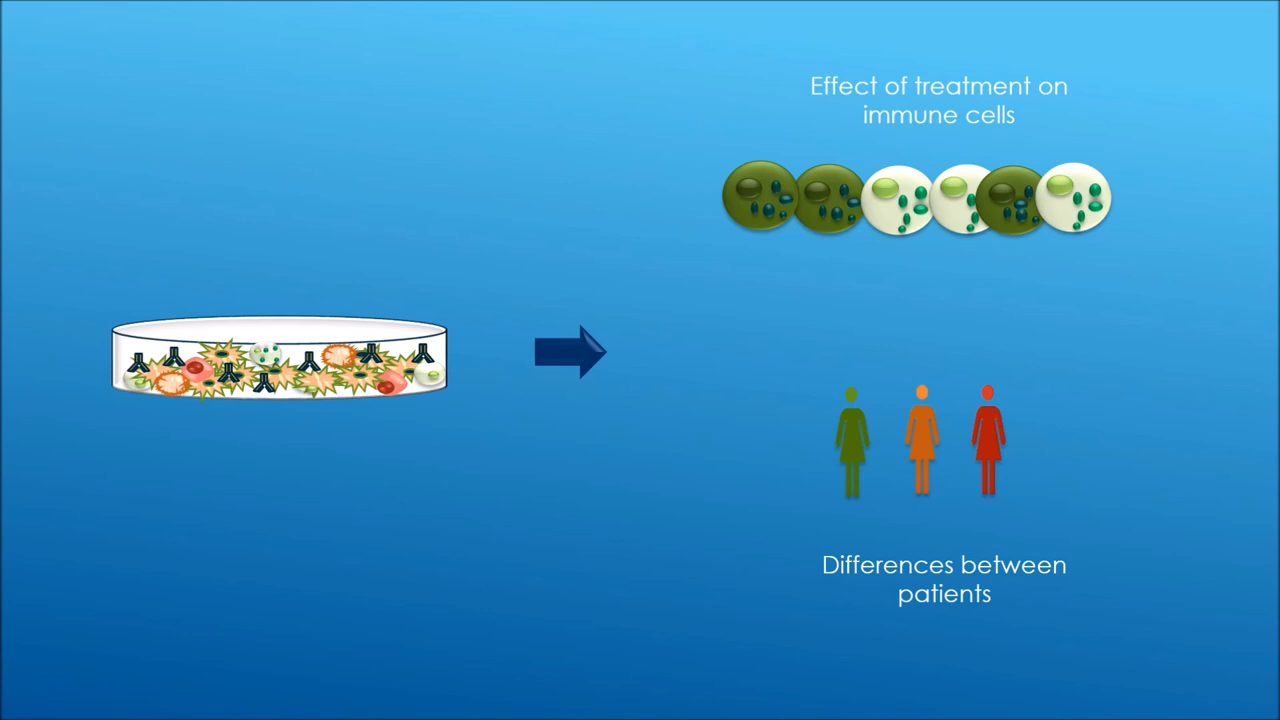 Effect of treatment on
immune cells
Differences between
patients